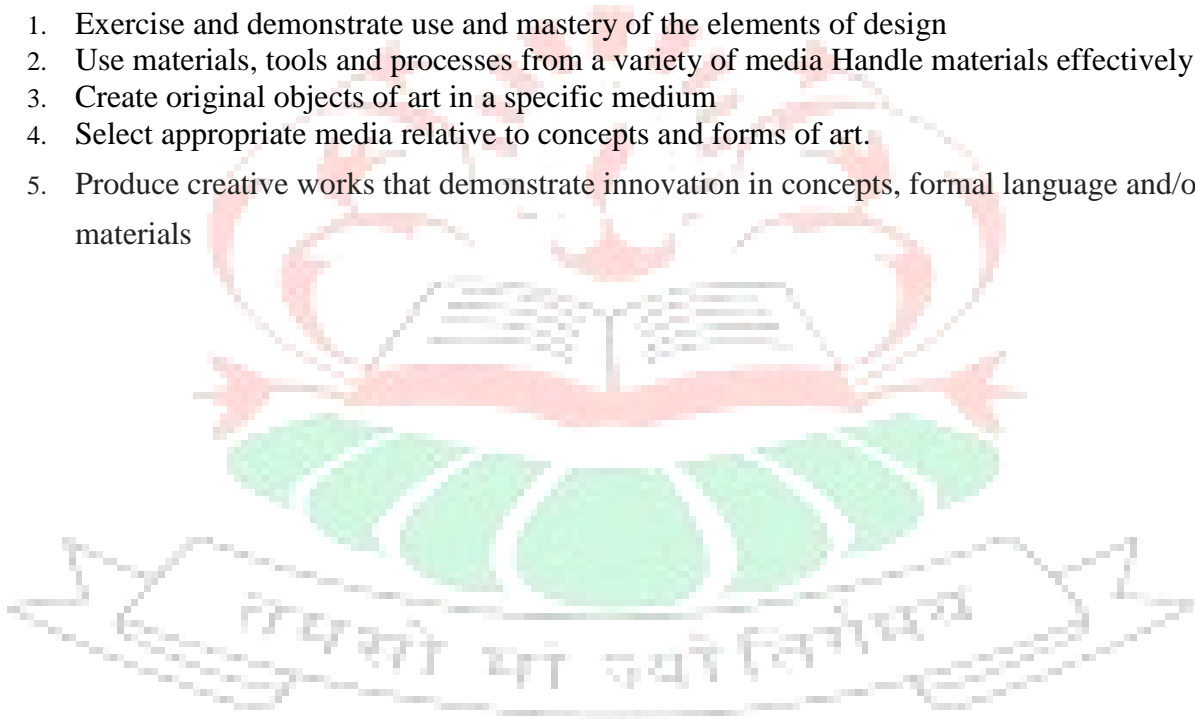 1. Exercise and demonstrate use and mastery of the elements of design
2. Use materials, tools and processes from a variety of media Handle materials effectively
3. Create original objects of art in a specific medium
4. Select appropriate media relative to concepts and forms of art.
5. Produce creative works that demonstrate innovation in concepts, formal language and/o
materials